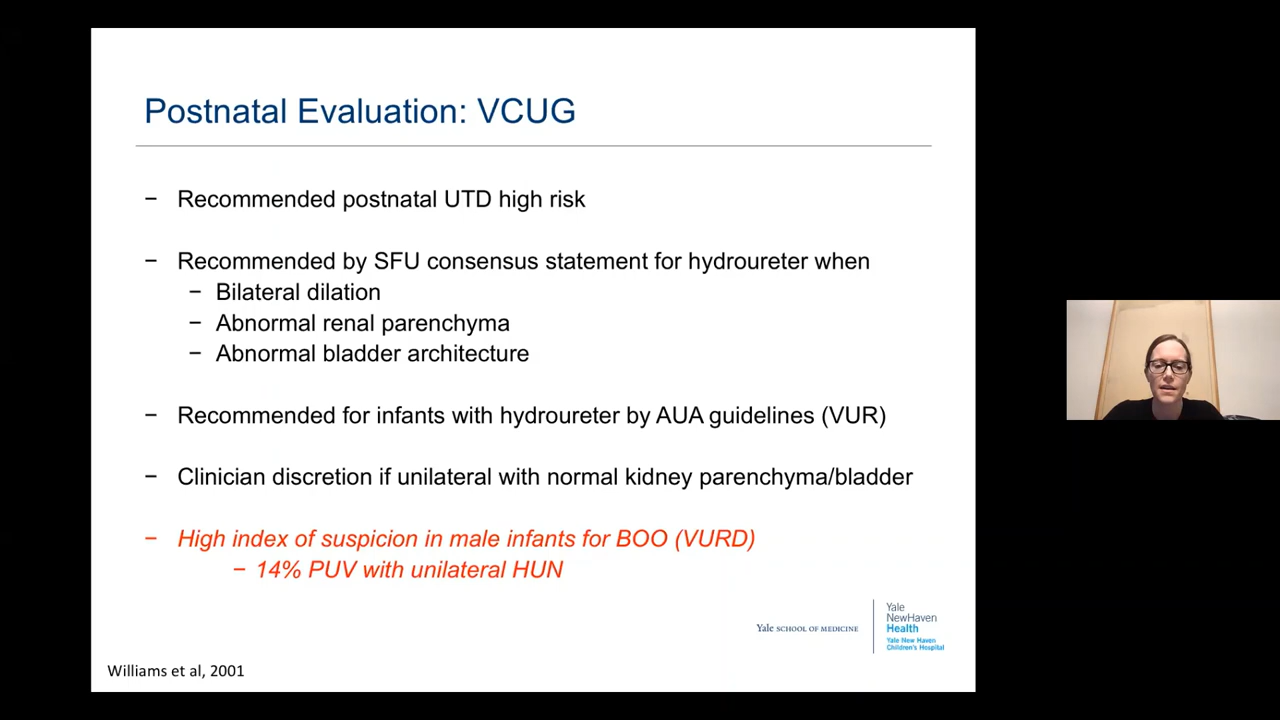 Postnatal Evaluation: VCUG
− Recommended postnatal UTD high risk
− Recommended by SFU consensus statement for hydroureter when
− Bilateral dilation
− Abnormal renal parenchyma
− Abnormal bladder architecture
− Recommended for infants with hydroureter by AUA guidelines (VUR)
− Clinician discretion if unilateral with normal kidney parenchyma/bladder
− High index of suspicion in male infants for BOO (VURD)
− 14% PUV with unilateral HUN
Yale SCHOOL OF MEDICINE
Yale
NewHaven
Health
Yale New Haven
Children's Hospital
Williams et al, 2001